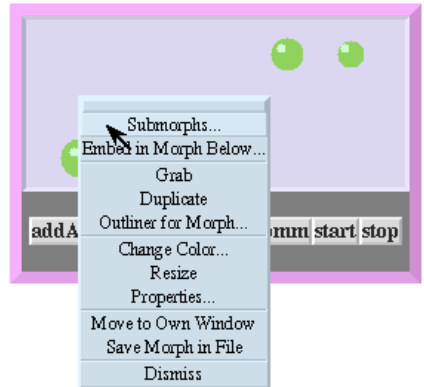 Submorphs...
Embed in Morph Below...
Grab
Duplicate
Outliner for Morph...
addA
omm start stop
Change Color...
Resize
Properties...
Move to Own Window
Save Morph in File
Dismiss